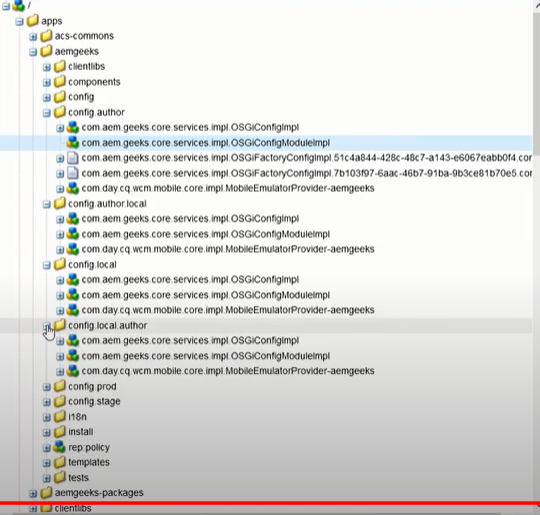 /
apps
acs-commons
aemgeeks
clientlibs
components
config
config.author
com.aem.geeks.core.services.impl.OSGiConfigImpl
com.aem.geeks.core.services.impl.OSGiConfigModuleImpl
com.aem.geeks.core.services.impl.OSGiFactoryConfigImpl.51c4a844-428c-48c7-a143-e6067eabb0f4.cor
com.aem.geeks.core.services.impl.OSGiFactoryConfigImpl.7b103f97-6aac-46b7-91ba-9b3ce81b70e5.cor
com.day.cq.wcm.mobile.core.impl.MobileEmulatorProvider-aemgeeks
config.author.local
com.aem.geeks.core.services.impl.OSGiConfigImpl
com.aem.geeks.core.services.impl.OSGiConfigModuleImpl
com.day.cq.wcm.mobile.core.impl.MobileEmulatorProvider-aemgeeks
config.local
com.aem.geeks.core.services.impl.OSGiConfigImpl
com.aem.geeks.core.services.impl.OSGiConfigModuleImpl
com.day.cq.wcm.mobile.core.impl.MobileEmulatorProvider-aemgeeks
config.local.author
com.aem.geeks.core.services.impl.OSGiConfigImpl
com.aem.geeks.core.services.impl.OSGiConfigModuleImpl
com.day.cq.wcm.mobile.core.impl.MobileEmulatorProvider-aemgeeks
config.prod
config.stage
i18n
install
rep:policy
templates
tests
aemgeeks-packages
clientlibs